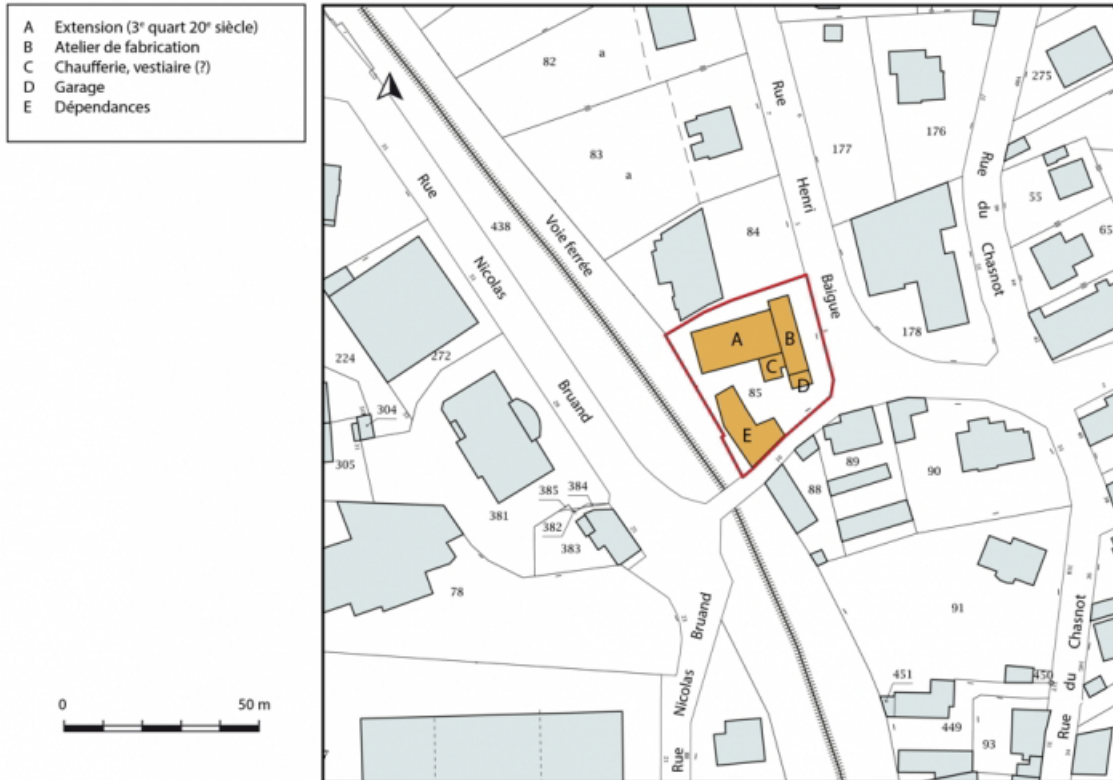 A Extension (3e quart 20e siècle)
B Atelier de fabrication
C Chaufferie, vestiaire (?)
D Garage
E Dépendances
82
a
83
a
84
177
176
275
55
65
178
Rue Henri Baigue
Rue du Chasnot
Voie ferrée
438
Rue Nicolas Bruand
A
B
C
D
85
E
224
272
304
305
381
385
384
382
383
78
88
89
90
91
451
450
449
93
Rue Nicolas Bruand
Rue du Chasnot
0
50 m